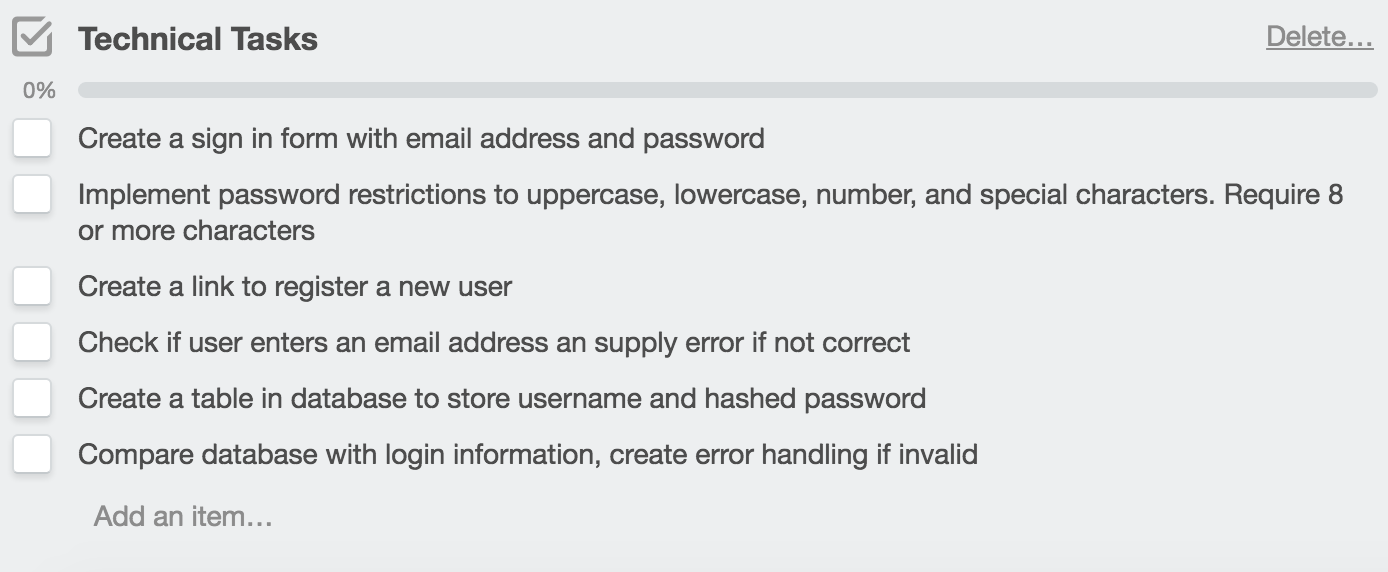 Technical Tasks
Delete...
0%
Create a sign in form with email address and password
Implement password restrictions to uppercase, lowercase, number, and special characters. Require 8
or more characters
Create a link to register a new user
Check if user enters an email address an supply error if not correct
Create a table in database to store username and hashed password
Compare database with login information, create error handling if invalid
Add an item...